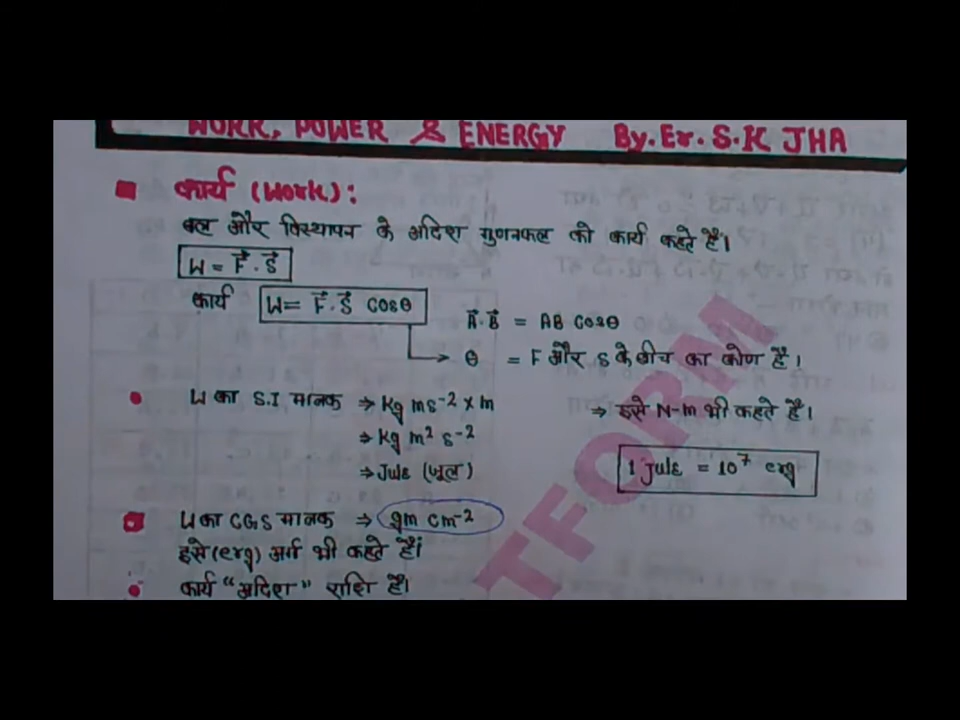 WORK, POWER & ENERGY By. Er. S.K JHA
कार्य (Work):
बल और विस्थापन के अदिश गुणनफल को कार्य कहते हैं।
W = F⃗ . S⃗
कार्य W = F⃗ . S⃗ cosθ
A⃗ . B⃗ = AB cosθ
θ = F और S के बीच का कोण है।
W का S.I मात्रक ⇒ Kg ms⁻² × m ⇒ इसे N-m भी कहते हैं।
⇒ Kg m² s⁻²
⇒ Jule (जूल) 1 Jule = 10⁷ erg
W का CGS मात्रक ⇒ gm cm⁻²
इसे (erg) अर्ग भी कहते हैं।
कार्य "अदिश" राशि है।
TFORM